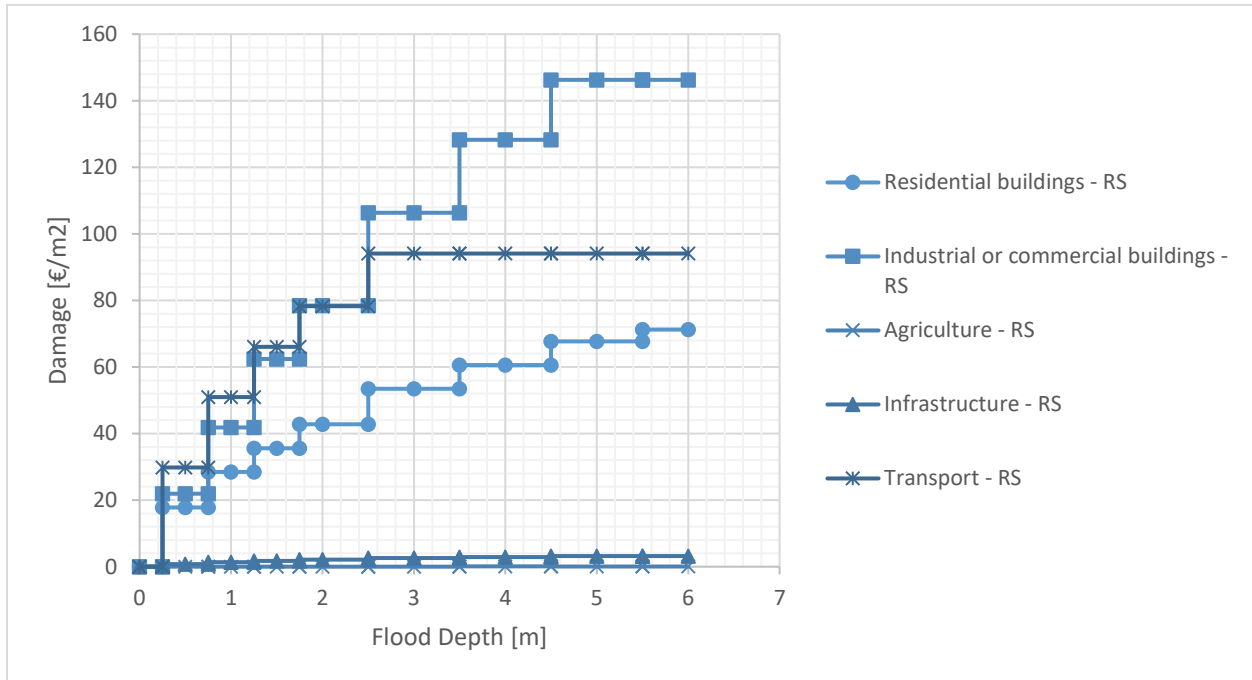 160
140
120
100
80
60
40
20
0
Damage [€/m2]
0 1 2 3 4 5 6 7
Flood Depth [m]
Residential buildings - RS
Industrial or commercial buildings -
RS
Agriculture - RS
Infrastructure - RS
Transport - RS